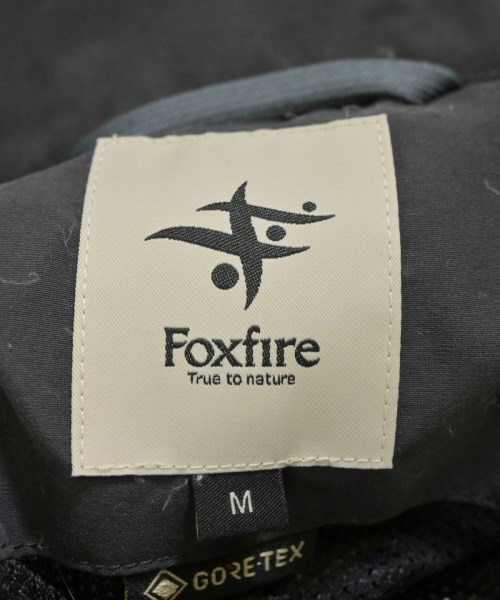 Foxfire
True to nature
M
GORE-TEX